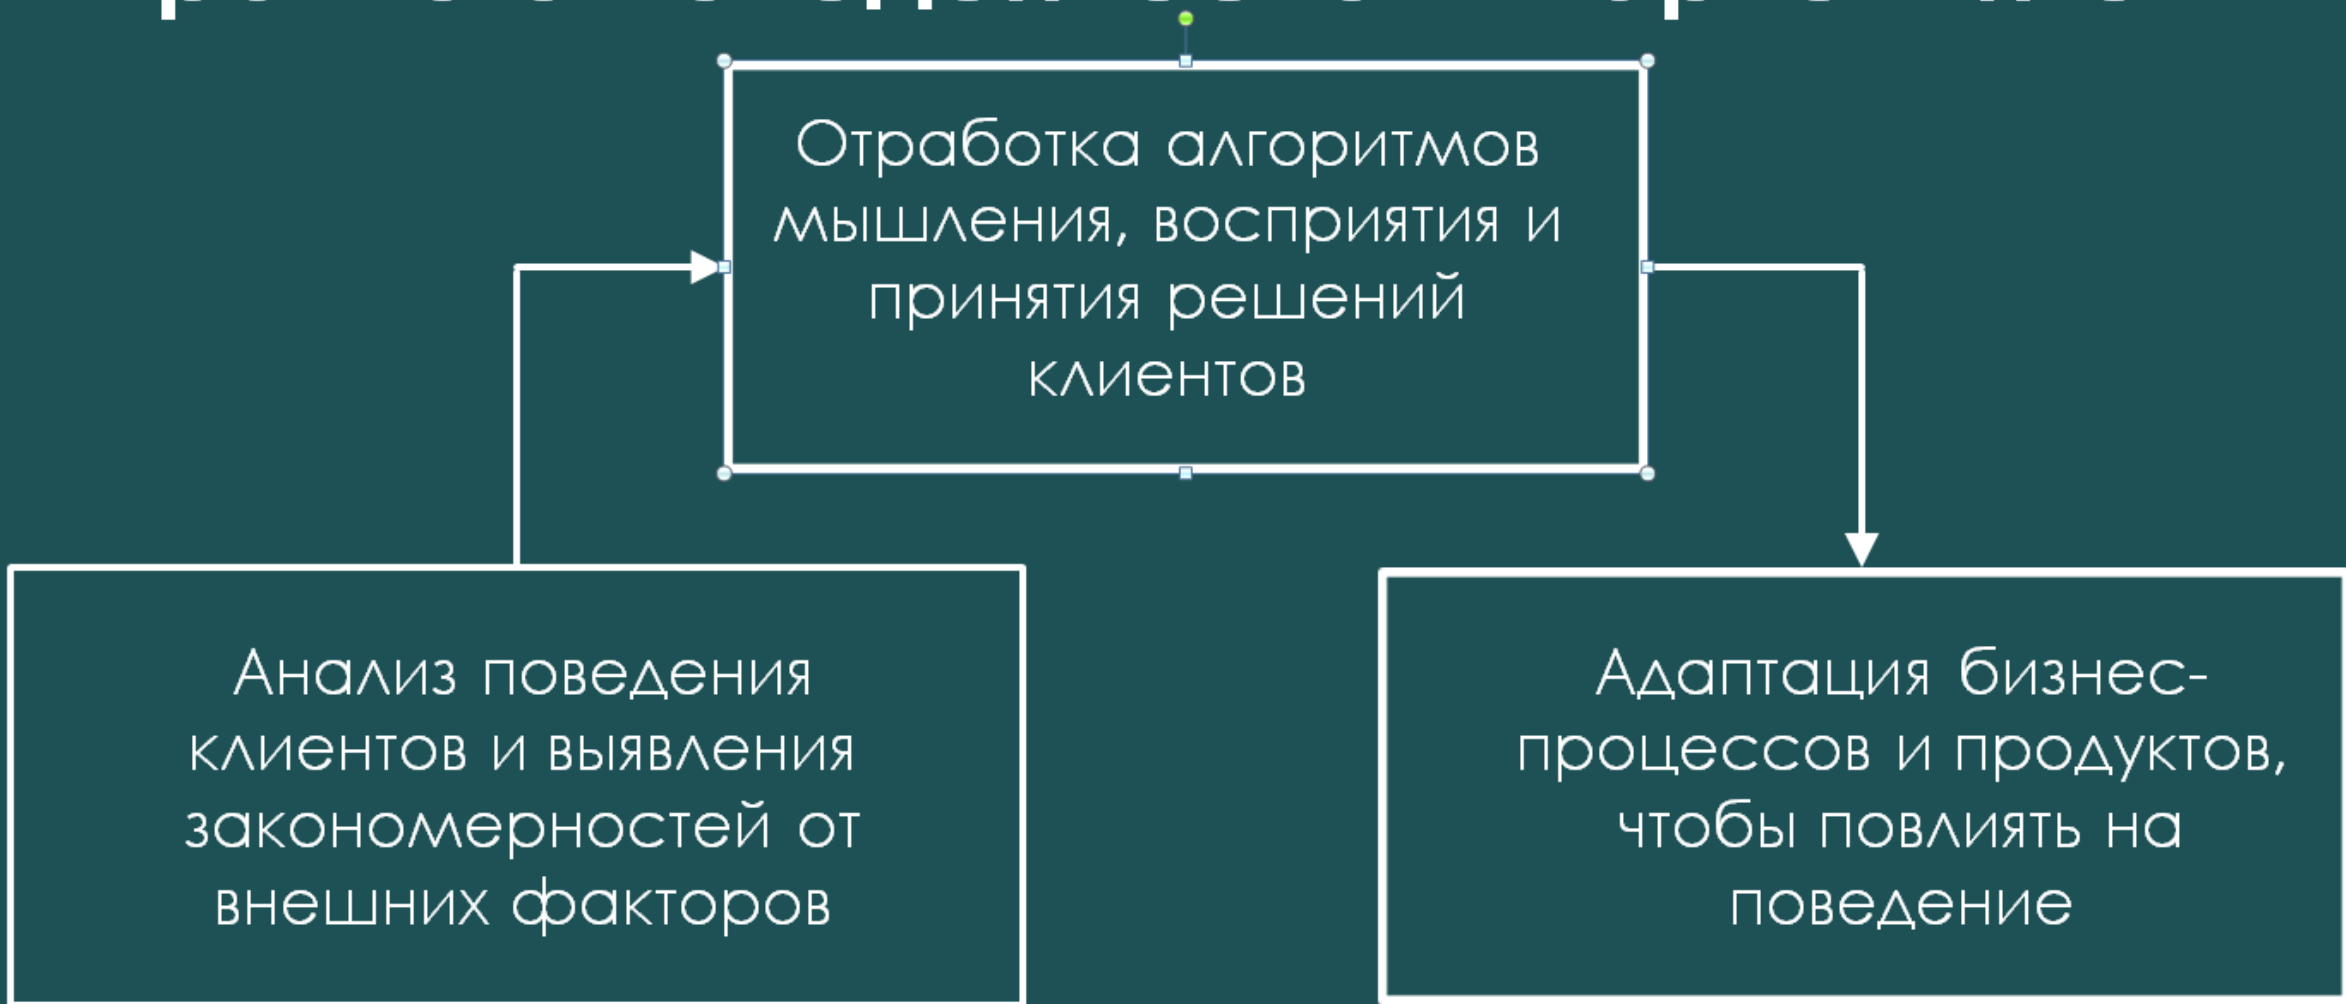 Отработка алгоритмов
мышления, восприятия и
принятия решений
клиентов
Анализ поведения
клиентов и выявления
закономерностей от
внешних факторов
Адаптация бизнес-
процессов и продуктов,
чтобы повлиять на
поведение